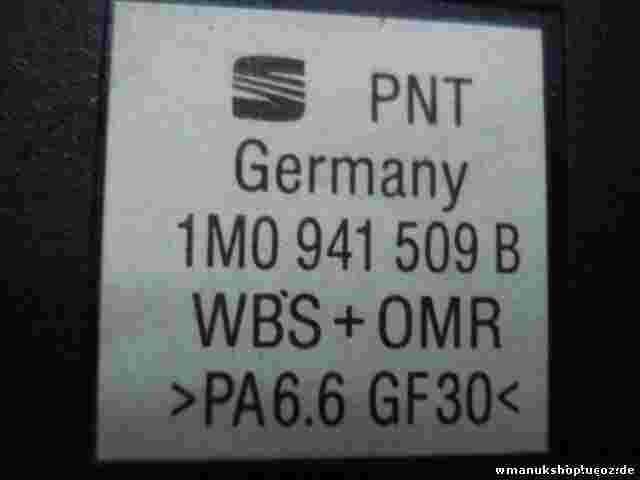 PNT
Germany
1M0 941 509 B
WBS + OMR
>PA6.6 GF30<
wmanukshop.ucoz.de